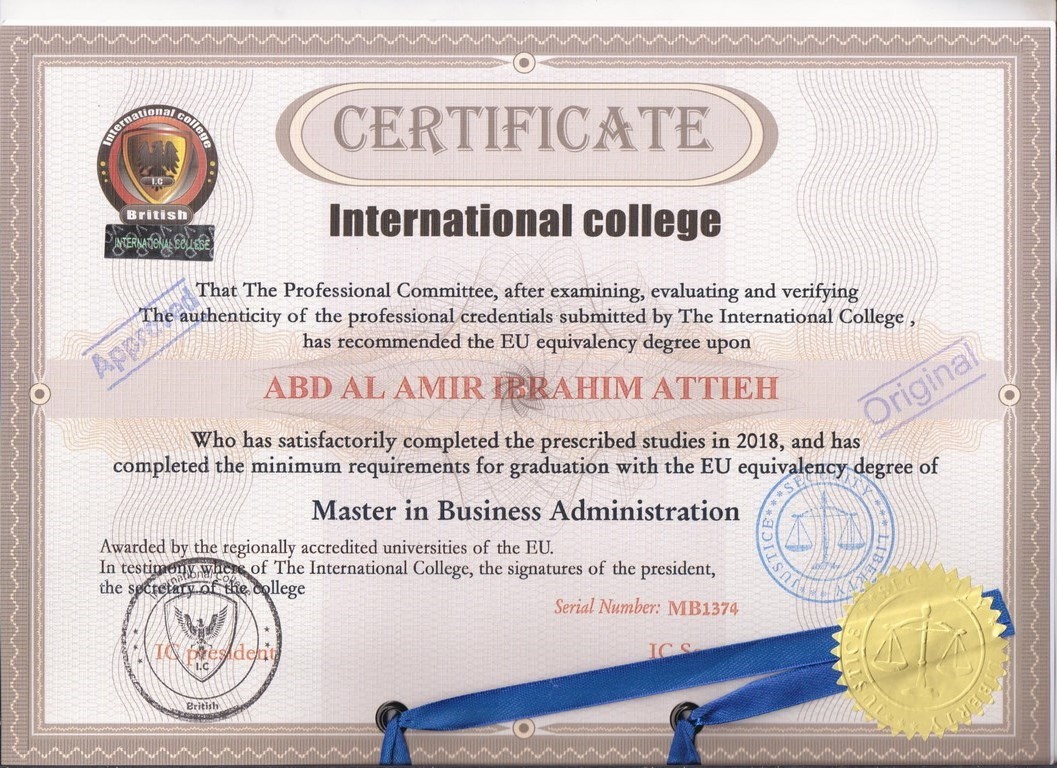 CERTIFICATE
International college
I.C
British
INTERNATIONAL COLLEGE
International college
That The Professional Committee, after examining, evaluating and verifying
The authenticity of the professional credentials submitted by The International College ,
has recommended the EU equivalency degree upon
Approved
ABD AL AMIR IBRAHIM ATTIEH
Original
Who has satisfactorily completed the prescribed studies in 2018, and has
completed the minimum requirements for graduation with the EU equivalency degree of
Master in Business Administration
SECURITY
JUSTICE
LIBERTY
Awarded by the regionally accredited universities of the EU.
In testimony where of The International College, the signatures of the president,
the secretary of the college
Serial Number: MB1374
International College
I.C
British
IC president
IC
JUSTICE
LIBERTY